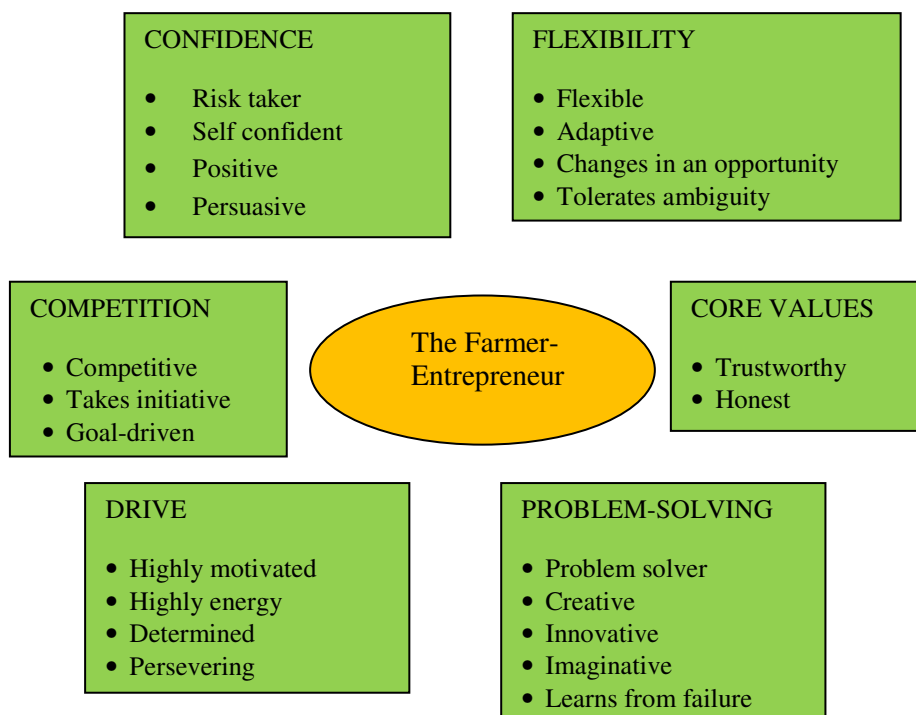 CONFIDENCE
• Risk taker
• Self confident
• Positive
• Persuasive
FLEXIBILITY
• Flexible
• Adaptive
• Changes in an opportunity
• Tolerates ambiguity
COMPETITION
• Competitive
• Takes initiative
• Goal-driven
The Farmer-
Entrepreneur
CORE VALUES
• Trustworthy
• Honest
DRIVE
• Highly motivated
• Highly energy
• Determined
• Persevering
PROBLEM-SOLVING
• Problem solver
• Creative
• Innovative
• Imaginative
• Learns from failure